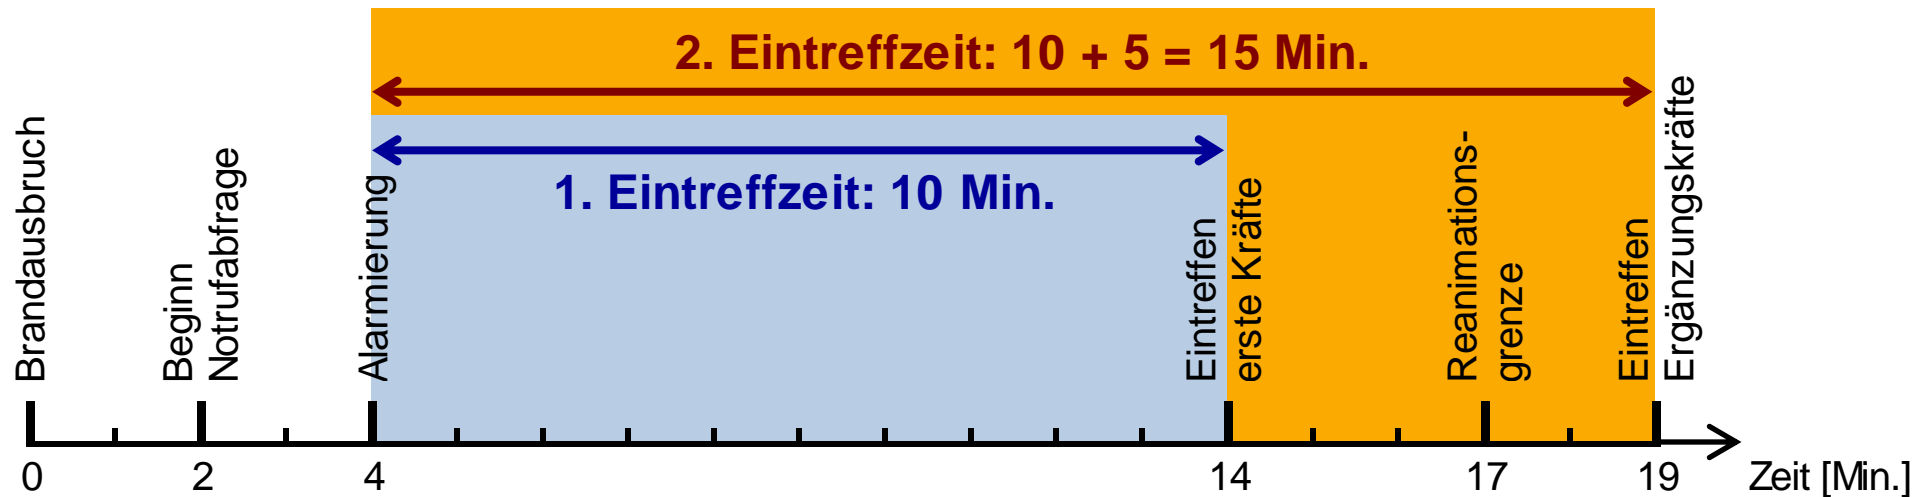 2. Eintreffzeit: 10 + 5 = 15 Min.
1. Eintreffzeit: 10 Min.
Brandausbruch
Beginn
Notrufabfrage
Alarmierung
Eintreffen
erste Kräfte
Reanimations-
grenze
Eintreffen
Ergänzungskräfte
0 2 4 14 17 19 Zeit [Min.]